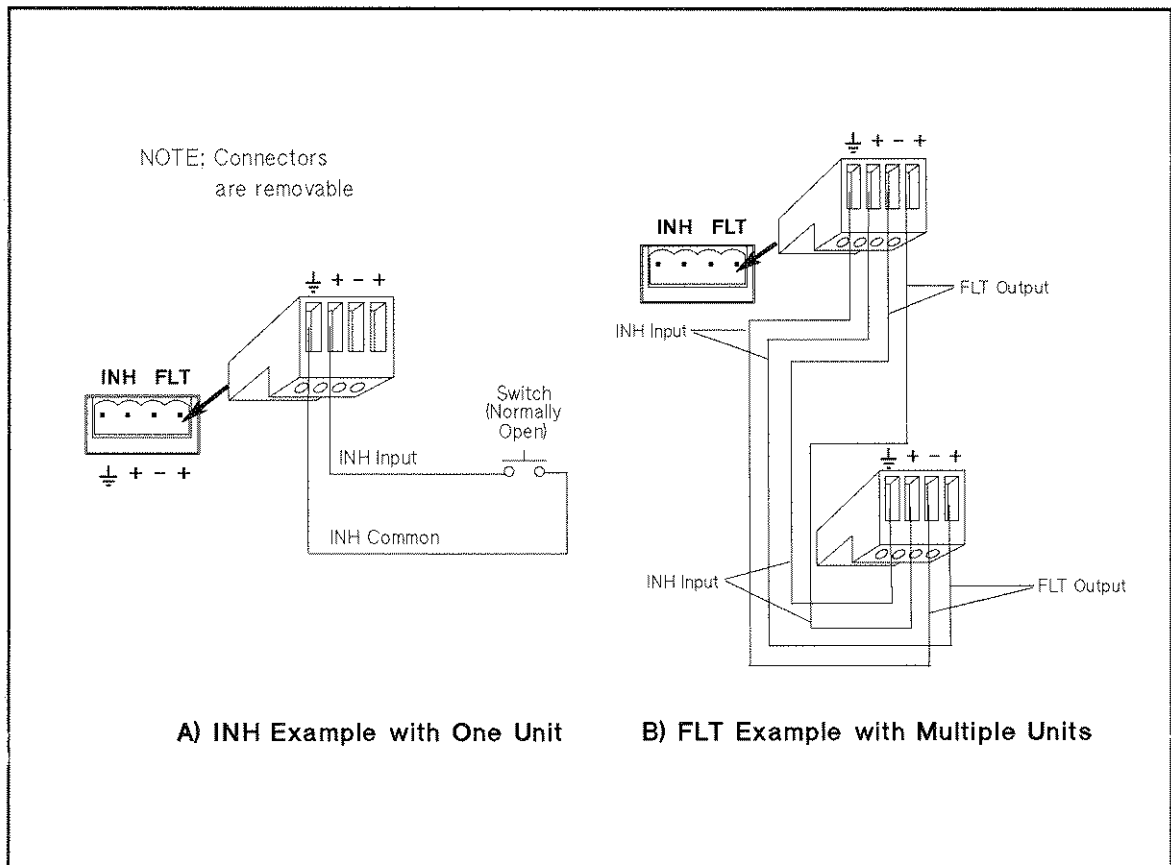 NOTE: Connectors
are removable
⏚ + − +
INH FLT
⏚ + − +
Switch
(Normally
Open)
INH Input
INH Common
A) INH Example with One Unit
⏚ + − +
INH FLT
FLT Output
INH Input
⏚ + − +
INH Input
FLT Output
B) FLT Example with Multiple Units